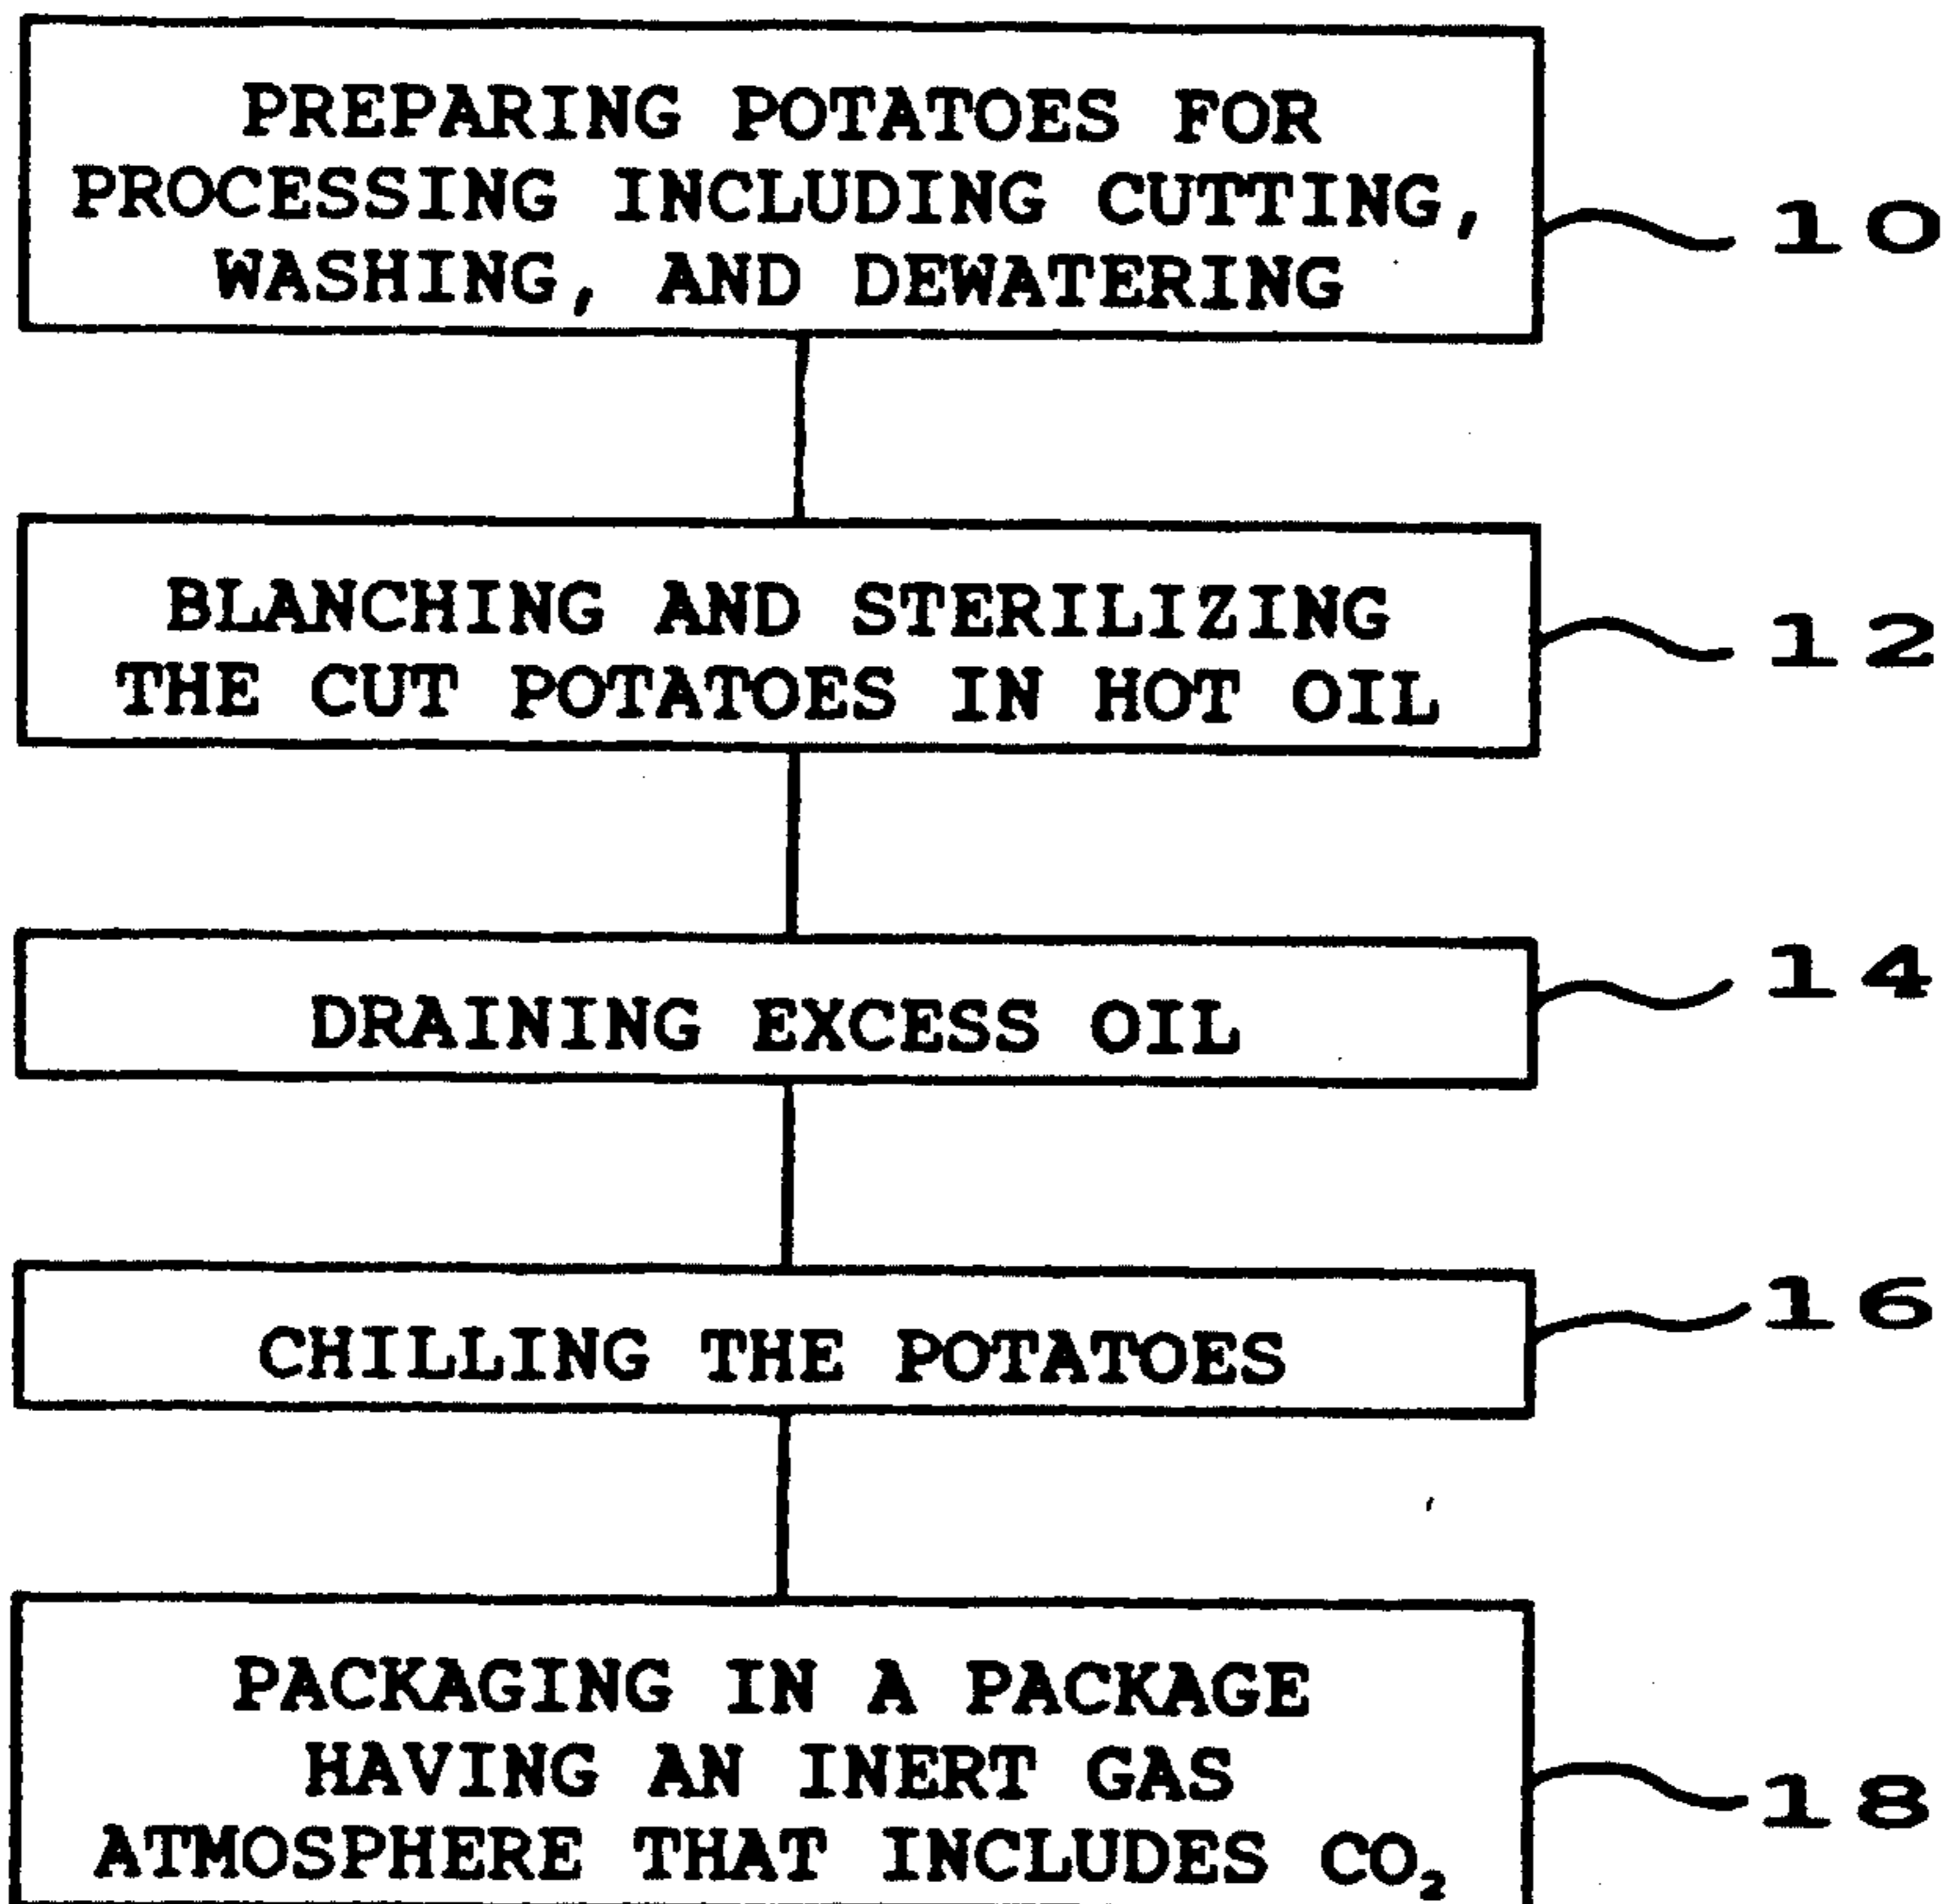 PREPARING POTATOES FOR
PROCESSING INCLUDING CUTTING,
WASHING, AND DEWATERING
10
BLANCHING AND STERILIZING
THE CUT POTATOES IN HOT OIL
12
DRAINING EXCESS OIL
14
CHILLING THE POTATOES
16
PACKAGING IN A PACKAGE
HAVING AN INERT GAS
ATMOSPHERE THAT INCLUDES CO₂
18